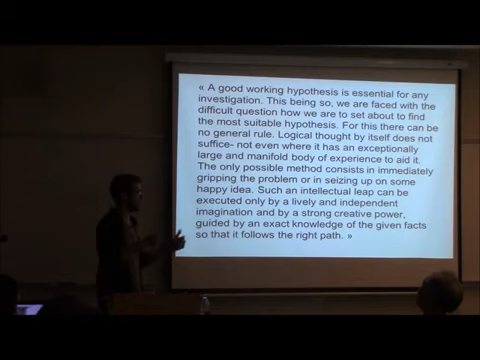 « A good working hypothesis is essential for any
investigation. This being so, we are faced with the
difficult question how we are to set about to find
the most suitable hypothesis. For this there can be
no general rule. Logical thought by itself does not
suffice- not even where it has an exceptionally
large and manifold body of experience to aid it.
The only possible method consists in immediately
gripping the problem or in seizing up on some
happy idea. Such an intellectual leap can be
executed only by a lively and independent
imagination and by a strong creative power,
guided by an exact knowledge of the given facts
so that it follows the right path. »